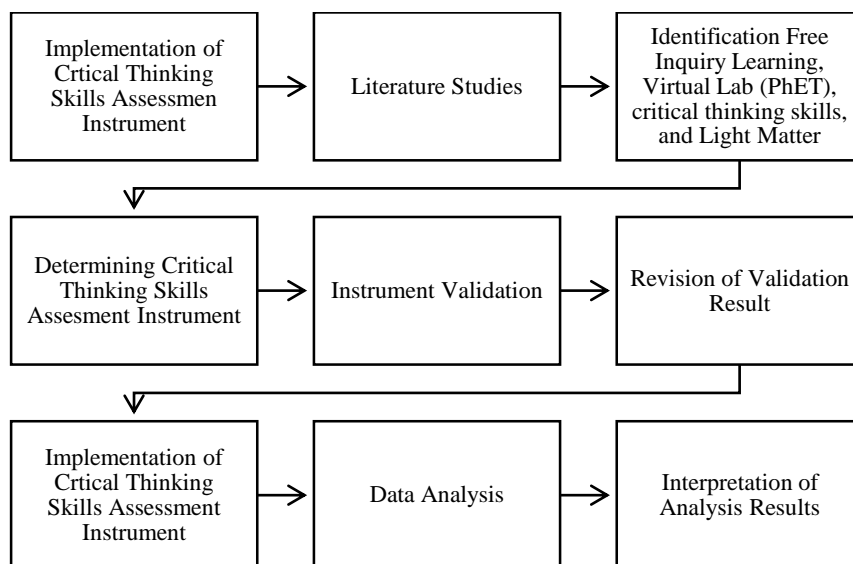 Implementation of
Crtical Thinking
Skills Assessmen
Instrument
Literature Studies
Identification Free
Inquiry Learning,
Virtual Lab (PhET),
critical thinking skills,
and Light Matter
Determining Critical
Thinking Skills
Assesment Instrument
Instrument Validation
Revision of Validation
Result
Implementation of
Crtical Thinking
Skills Assessment
Instrument
Data Analysis
Interpretation of
Analysis Results